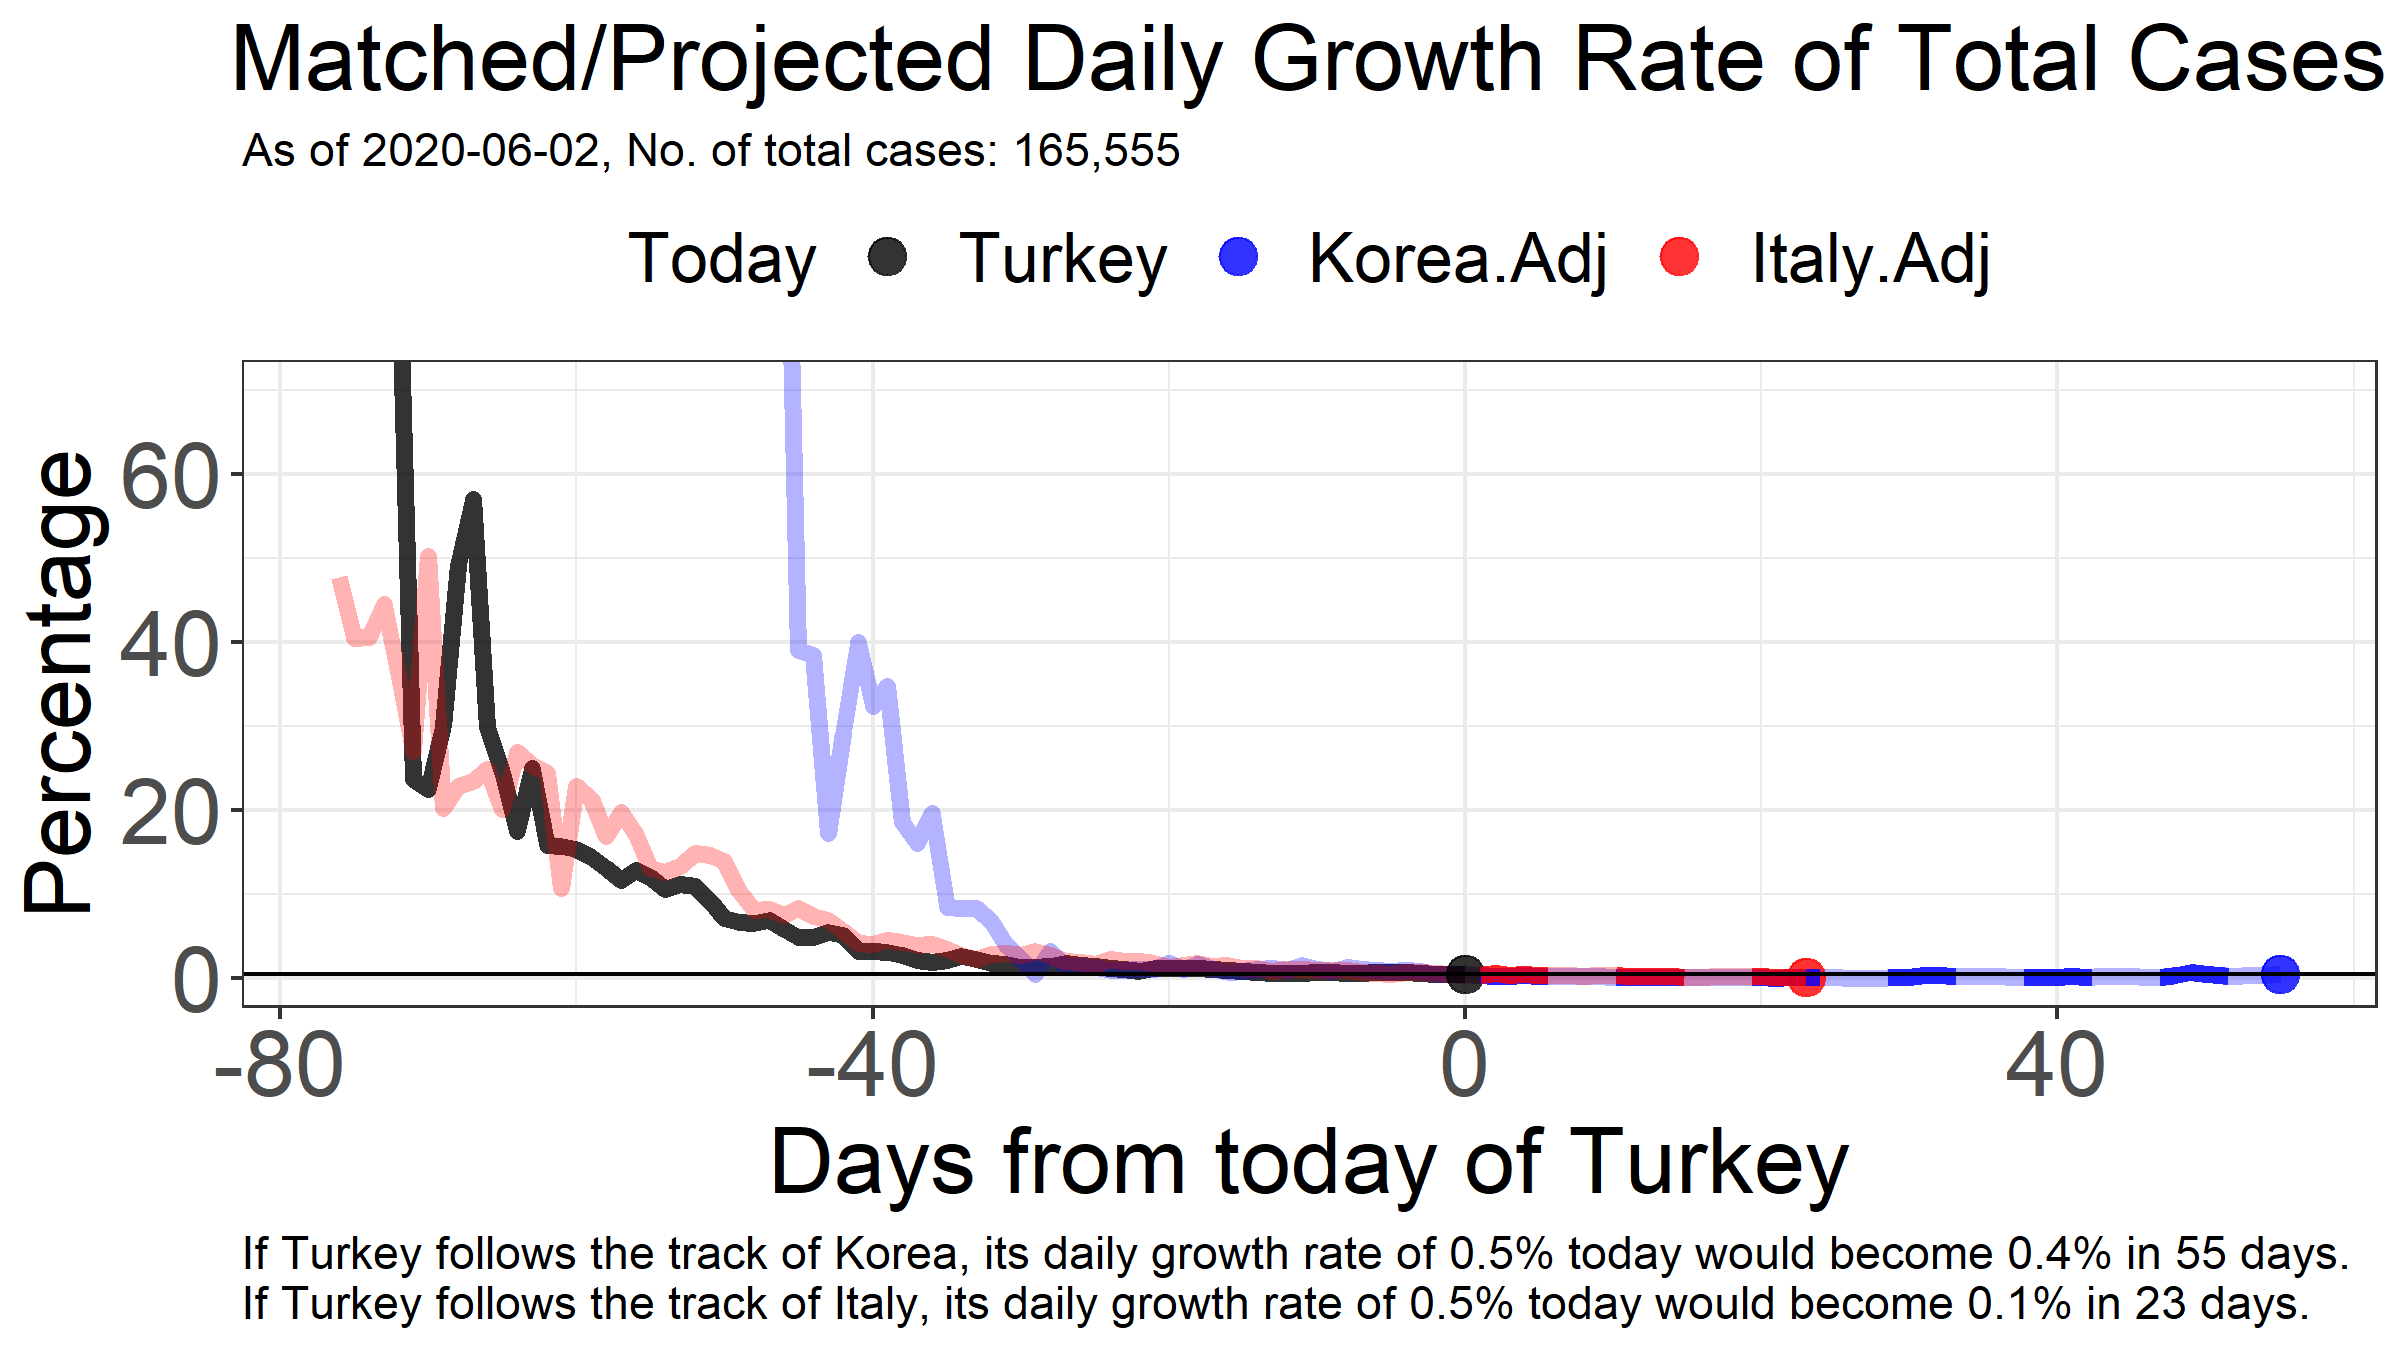 Matched/Projected Daily Growth Rate of Total Cases
As of 2020-06-02, No. of total cases: 165,555
Today Turkey Korea.Adj Italy.Adj
Percentage
60
40
20
0
-80 -40 0 40
Days from today of Turkey
If Turkey follows the track of Korea, its daily growth rate of 0.5% today would become 0.4% in 55 days.
If Turkey follows the track of Italy, its daily growth rate of 0.5% today would become 0.1% in 23 days.